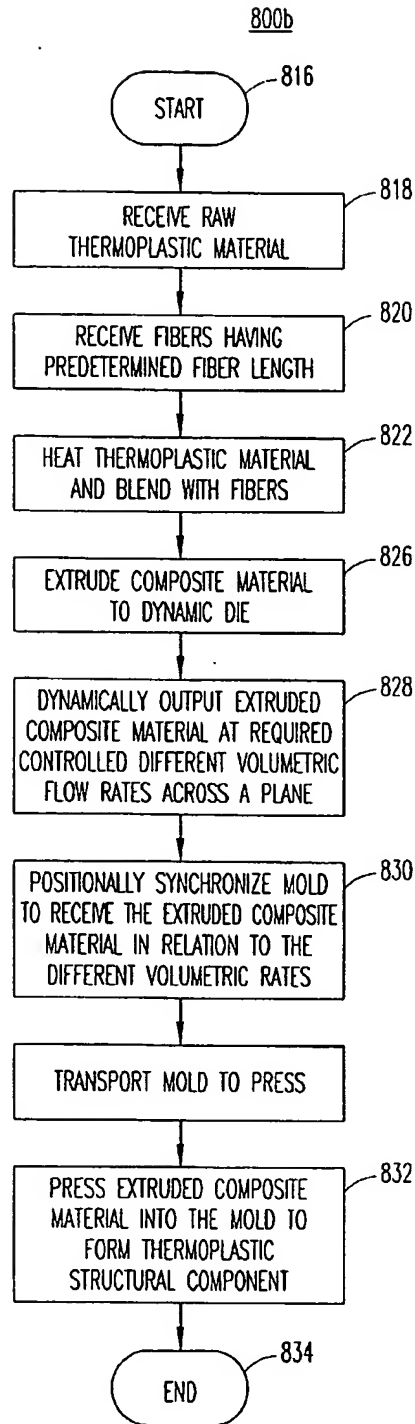 800b
816
START
818
RECEIVE RAW
THERMOPLASTIC MATERIAL
820
RECEIVE FIBERS HAVING
PREDETERMINED FIBER LENGTH
822
HEAT THERMOPLASTIC MATERIAL
AND BLEND WITH FIBERS
826
EXTRUDE COMPOSITE MATERIAL
TO DYNAMIC DIE
828
DYNAMICALLY OUTPUT EXTRUDED
COMPOSITE MATERIAL AT REQUIRED
CONTROLLED DIFFERENT VOLUMETRIC
FLOW RATES ACROSS A PLANE
830
POSITIONALLY SYNCHRONIZE MOLD
TO RECEIVE THE EXTRUDED COMPOSITE
MATERIAL IN RELATION TO THE
DIFFERENT VOLUMETRIC RATES
TRANSPORT MOLD TO PRESS
832
PRESS EXTRUDED COMPOSITE
MATERIAL INTO THE MOLD TO
FORM THERMOPLASTIC
STRUCTURAL COMPONENT
834
END